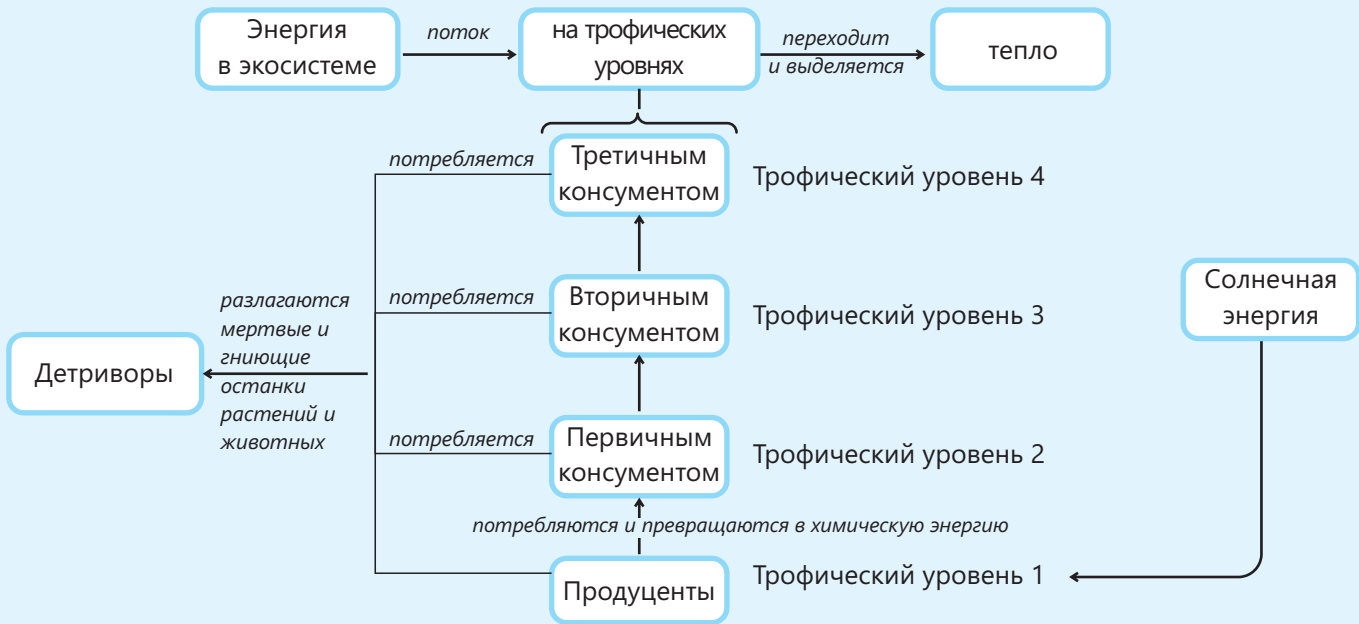 Энергия
в экосистеме
поток
на трофических
уровнях
переходит
и выделяется
тепло
потребляется
Третичным
консументом
Трофический уровень 4
потребляется
Вторичным
консументом
Трофический уровень 3
Солнечная
энергия
разлагаются
мертвые и
гниющие
останки
растений и
животных
Детриворы
потребляется
Первичным
консументом
Трофический уровень 2
потребляются и превращаются в химическую энергию
Продуценты
Трофический уровень 1